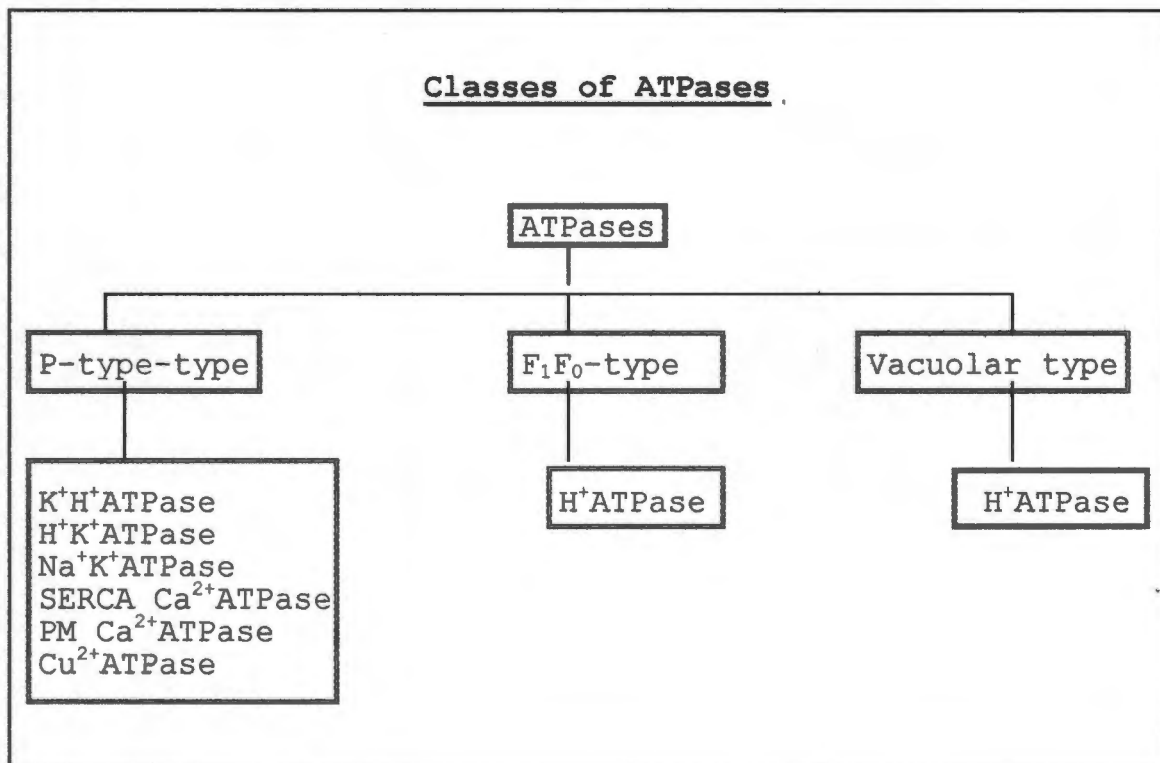 Classes of ATPases
ATPases
P-type-type
F₁F₀-type
Vacuolar type
K⁺H⁺ATPase
H⁺K⁺ATPase
Na⁺K⁺ATPase
SERCA Ca²⁺ATPase
PM Ca²⁺ATPase
Cu²⁺ATPase
H⁺ATPase
H⁺ATPase